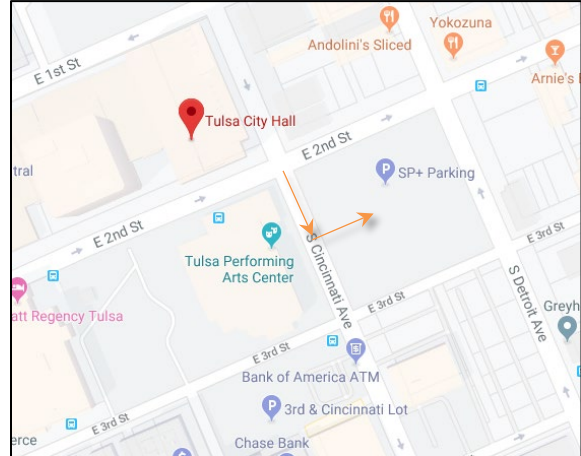 Andolini's Sliced
Yokozuna
Arnie's B
E 1st St
Tulsa City Hall
E 2nd St
tral
SP+ Parking
E 2nd St
Tulsa Performing
Arts Center
S Cincinnati Ave
E 3rd St
S Detroit Ave
att Regency Tulsa
E 3rd St
Greyh
E 3rd St
Bank of America ATM
3rd & Cincinnati Lot
E 3rd St
erce
Chase Bank